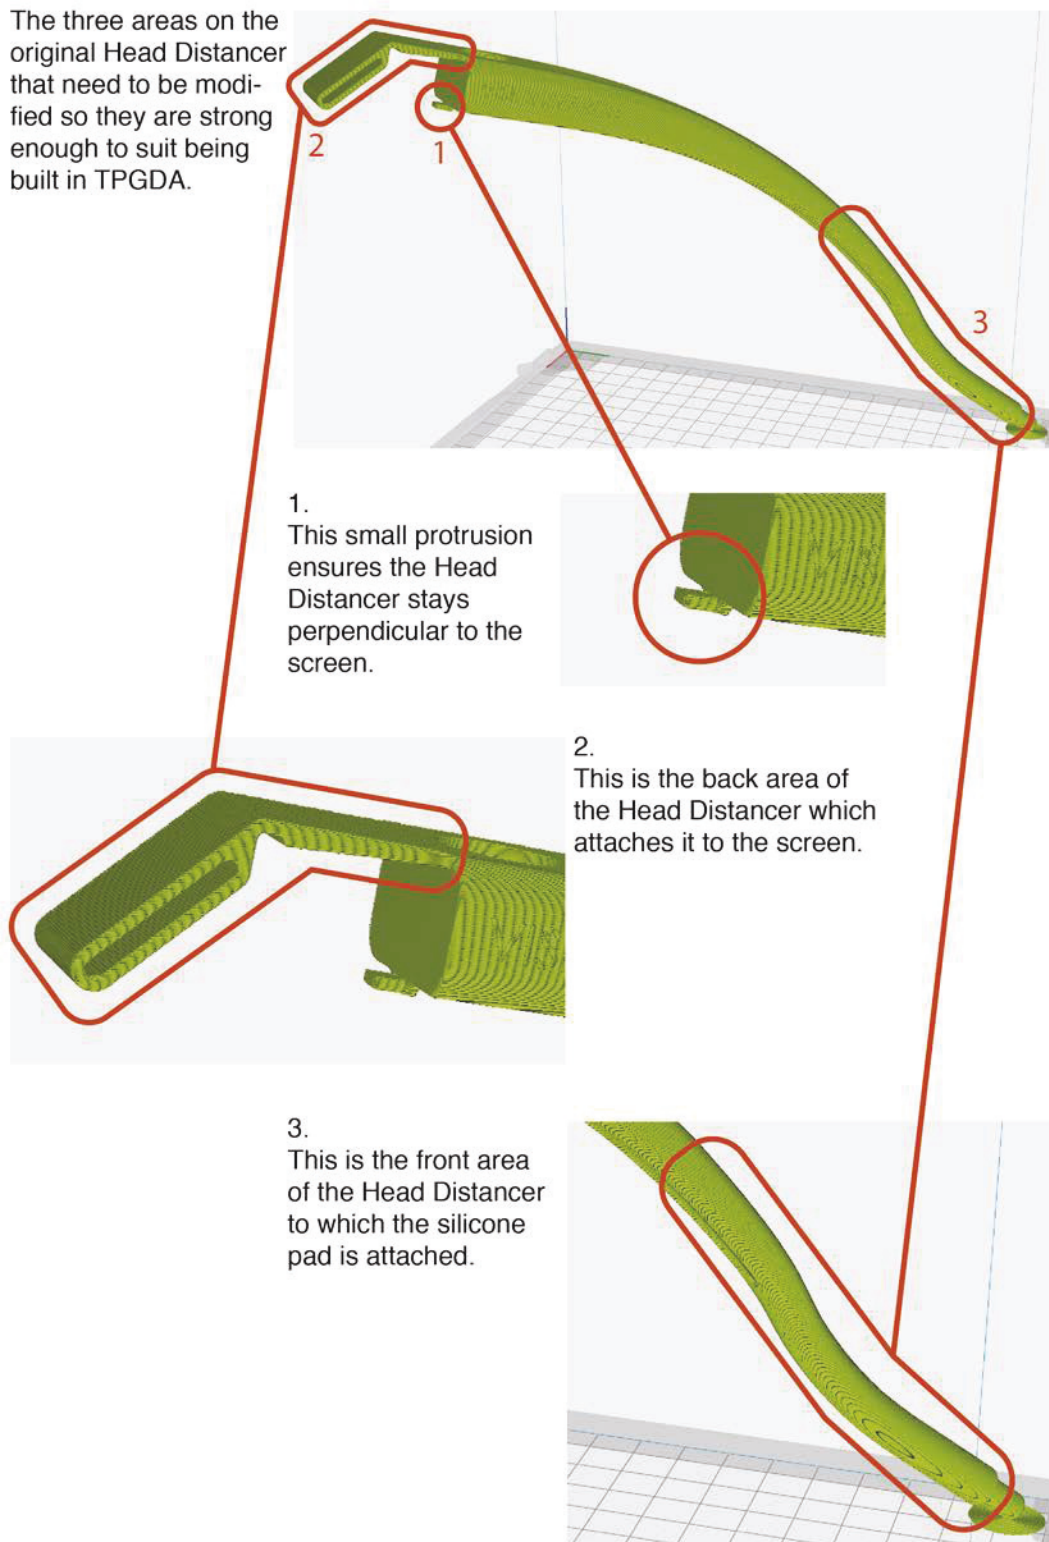 The three areas on the
original Head Distancer
that need to be modi-
fied so they are strong
enough to suit being
built in TPGDA.
2
1
3
1.
This small protrusion
ensures the Head
Distancer stays
perpendicular to the
screen.
2.
This is the back area of
the Head Distancer which
attaches it to the screen.
3.
This is the front area
of the Head Distancer
to which the silicone
pad is attached.